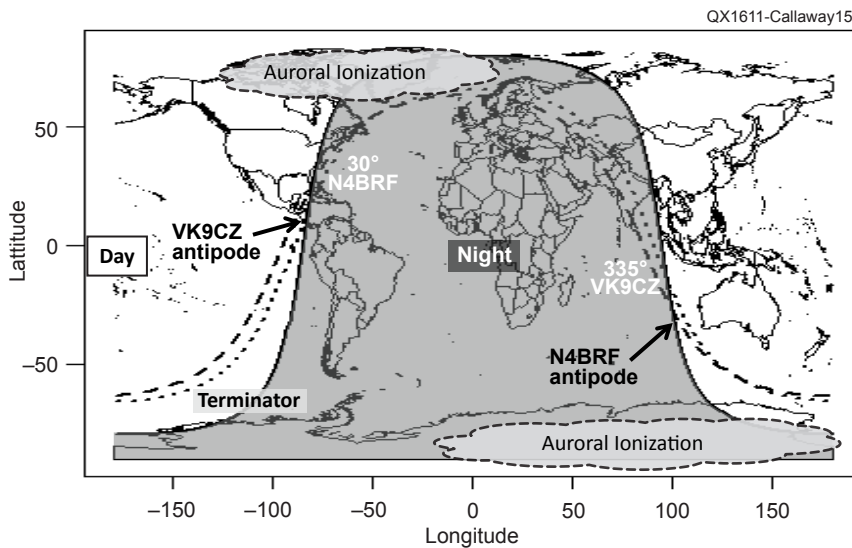 QX1611-Callaway15
Auroral Ionization
50
30°
N4BRF
VK9CZ
antipode
Lattitude
0
Day
Night
335°
VK9CZ
−50
N4BRF
antipode
Terminator
Auroral Ionization
−150
−100
−50
0
50
100
150
Longitude